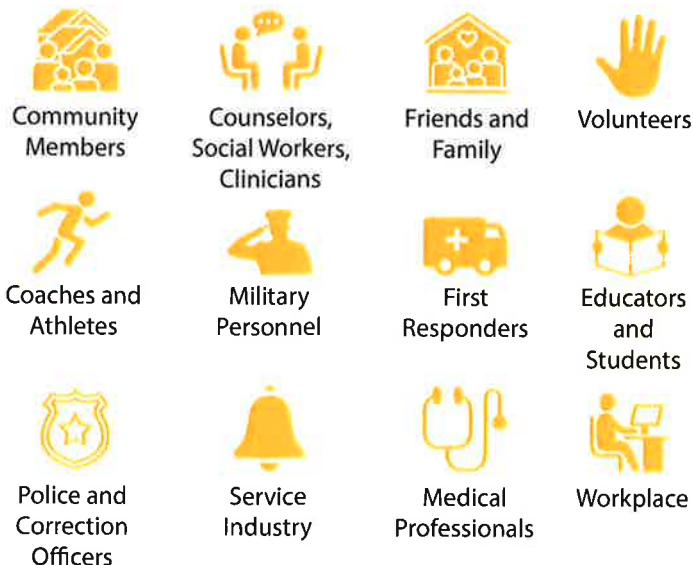 Community
Members
Counselors,
Social Workers,
Clinicians
Friends and
Family
Volunteers
Coaches and
Athletes
Military
Personnel
First
Responders
Educators
and
Students
Police and
Correction
Officers
Service
Industry
Medical
Professionals
Workplace